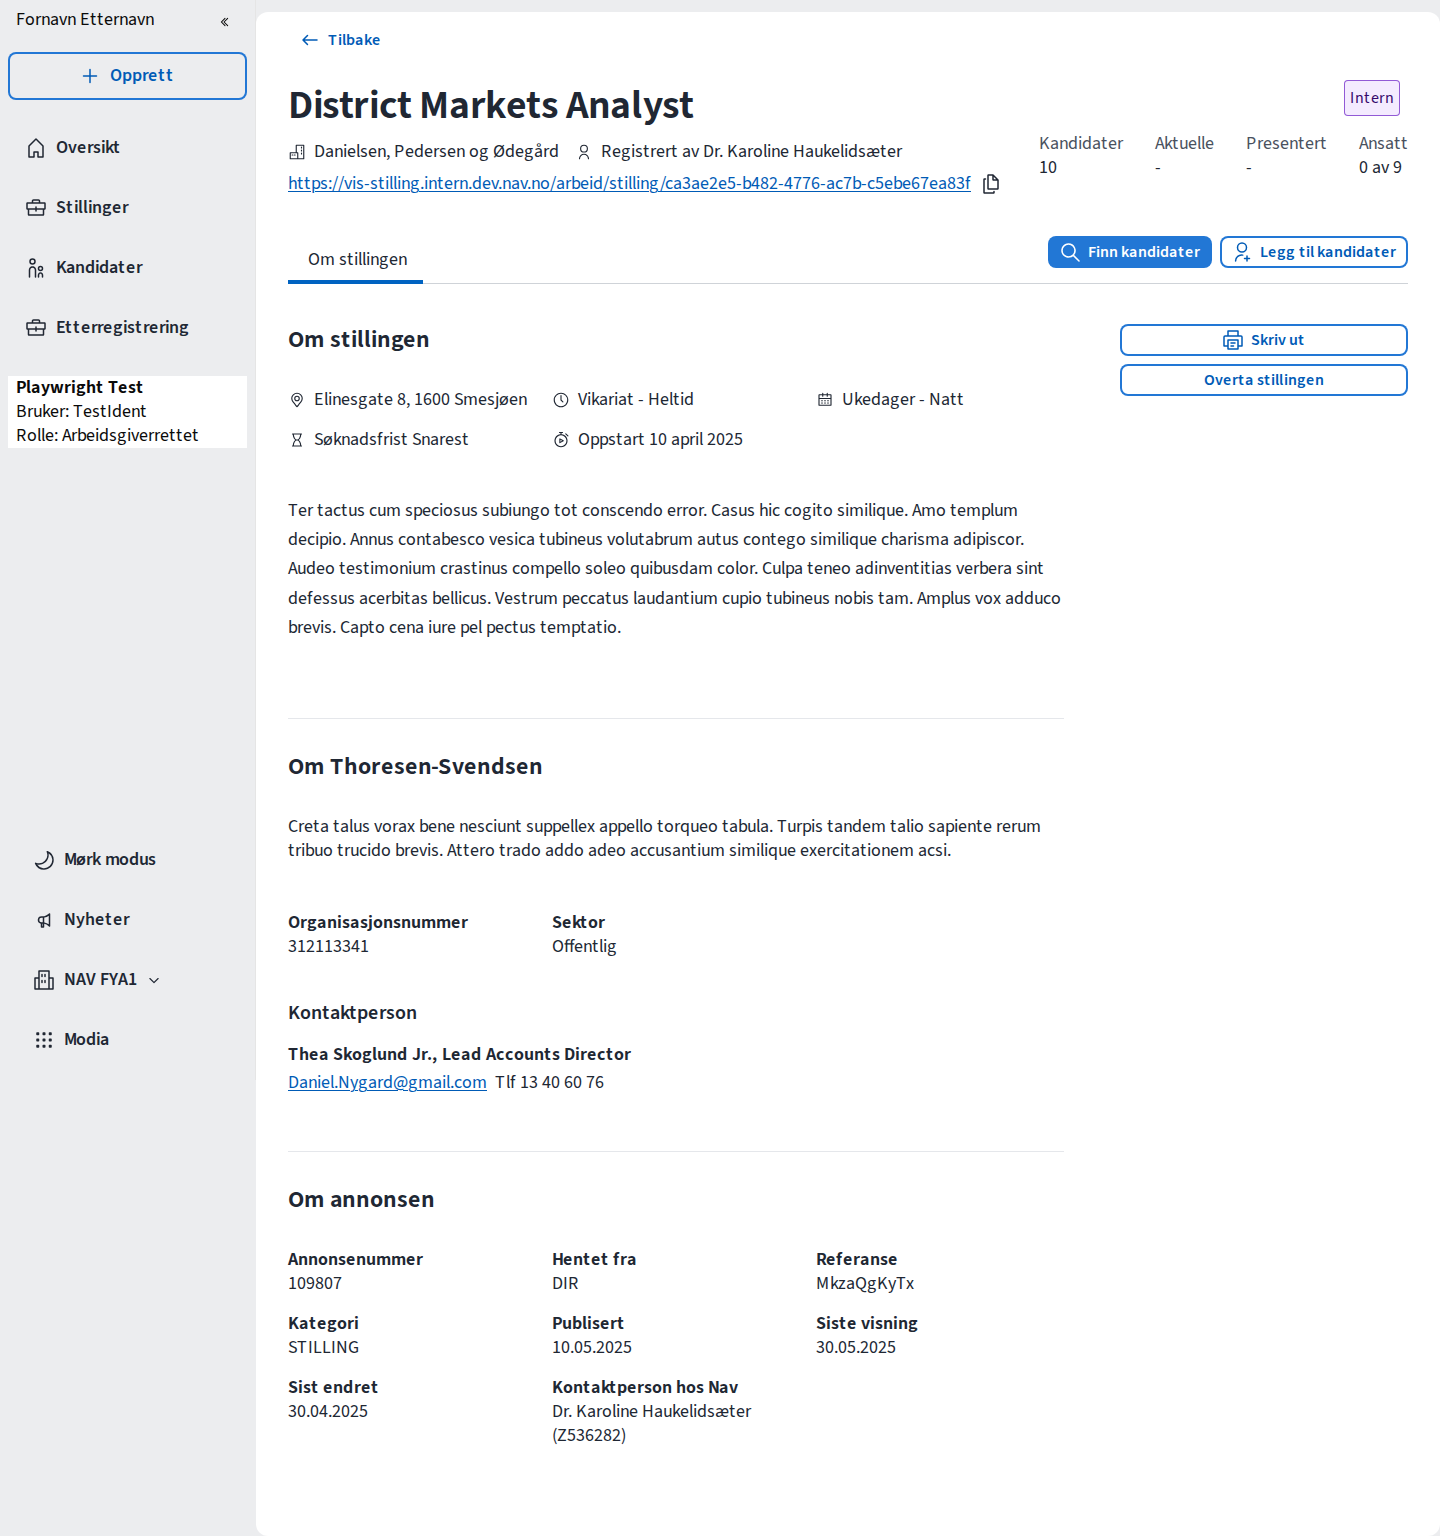 Fornavn Etternavn
Opprett
Oversikt
Stillinger
Kandidater
Etterregistrering
Playwright Test
Bruker: TestIdent
Rolle: Arbeidsgiverrettet
Mørk modus
Nyheter
NAV FYA1
Modia
Tilbake
District Markets Analyst
Intern
Danielsen, Pedersen og Ødegård Registrert av Dr. Karoline Haukelidsæter
https://vis-stilling.intern.dev.nav.no/arbeid/stilling/ca3ae2e5-b482-4776-ac7b-c5ebe67ea83f
Kandidater Aktuelle Presentert Ansatt
10 - - 0 av 9
Om stillingen
Finn kandidater Legg til kandidater
Om stillingen
Skriv ut
Overta stillingen
Elinesgate 8, 1600 Smesjøen Vikariat - Heltid Ukedager - Natt
Søknadsfrist Snarest Oppstart 10 april 2025
Ter tactus cum speciosus subiungo tot conscendo error. Casus hic cogito similique. Amo templum
decipio. Annus contabesco vesica tubineus volutabrum autus contego similique charisma adipiscor.
Audeo testimonium crastinus compello soleo quibusdam color. Culpa teneo adinventitias verbera sint
defessus acerbitas bellicus. Vestrum peccatus laudantium cupio tubineus nobis tam. Amplus vox adduco
brevis. Capto cena iure pel pectus temptatio.
Om Thoresen-Svendsen
Creta talus vorax bene nesciunt suppellex appello torqueo tabula. Turpis tandem talio sapiente rerum
tribuo trucido brevis. Attero trado addo adeo accusantium similique exercitationem acsi.
Organisasjonsnummer Sektor
312113341 Offentlig
Kontaktperson
Thea Skoglund Jr., Lead Accounts Director
Daniel.Nygard@gmail.com Tlf 13 40 60 76
Om annonsen
Annonsenummer Hentet fra Referanse
109807 DIR MkzaQgKyTx
Kategori Publisert Siste visning
STILLING 10.05.2025 30.05.2025
Sist endret Kontaktperson hos Nav
30.04.2025 Dr. Karoline Haukelidsæter
(Z536282)